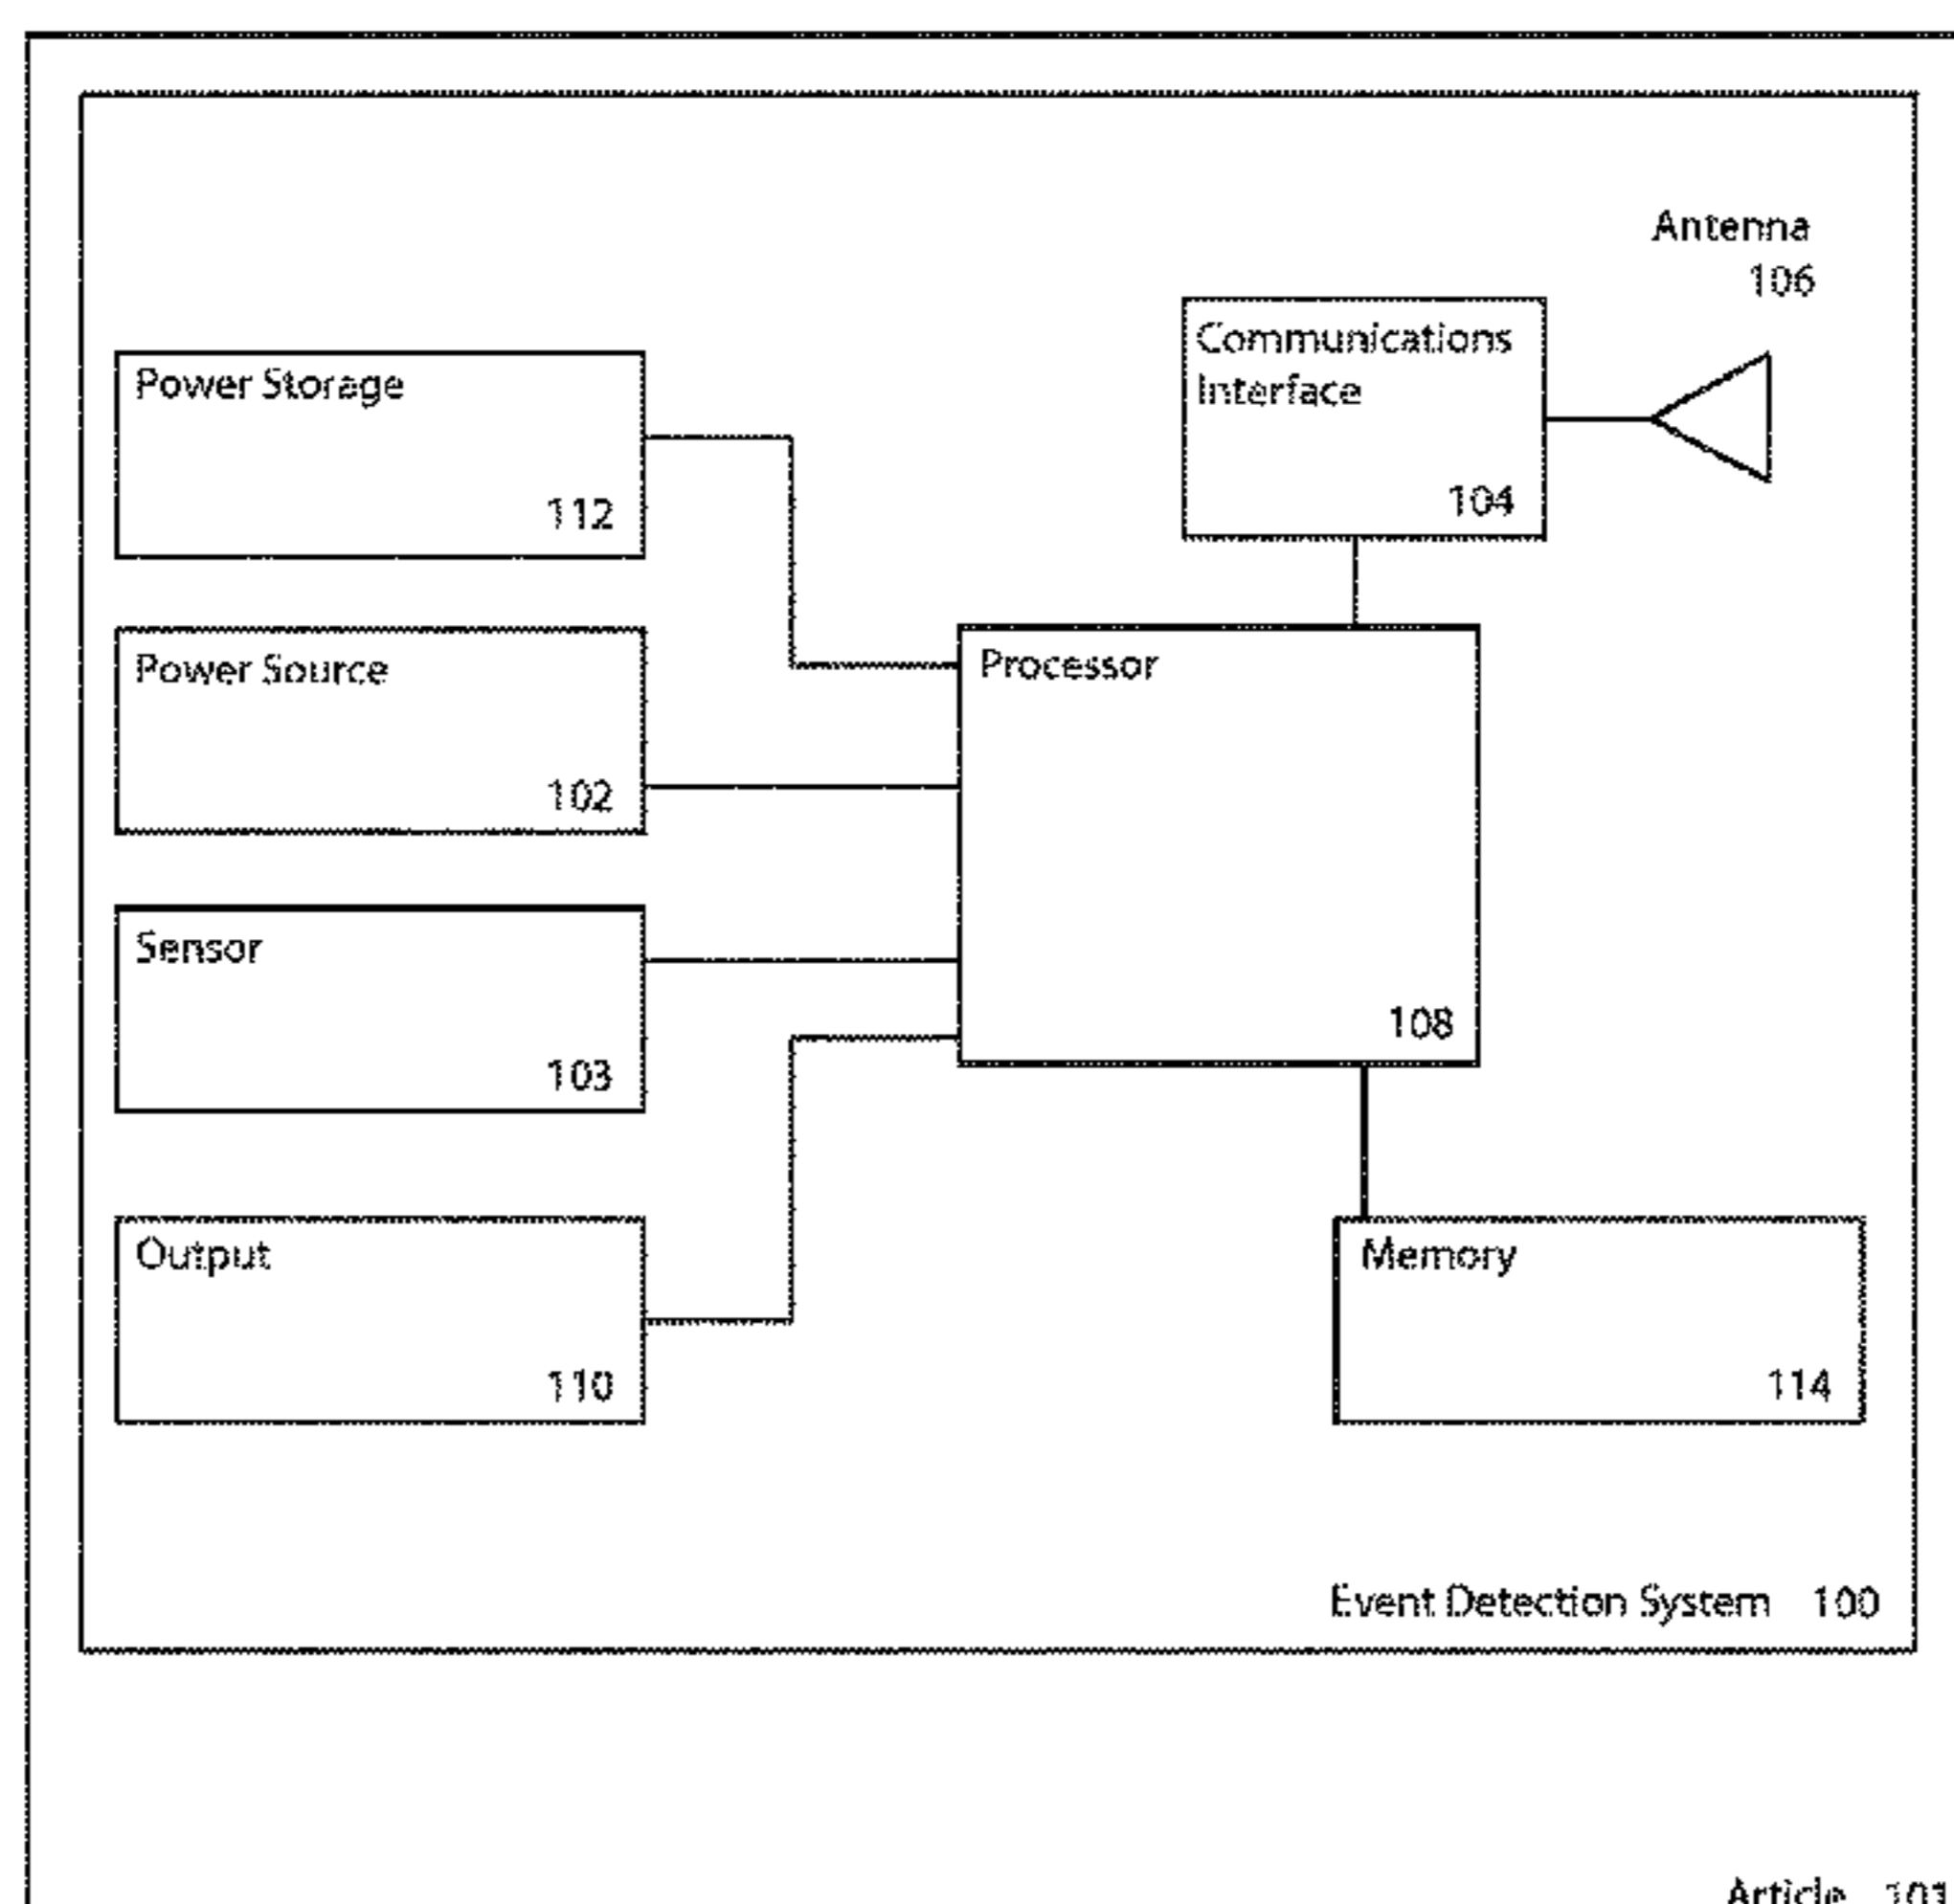 Antenna
106
Communications
Interface
104
Power Storage
112
Power Source
102
Processor
108
Sensor
103
Output
110
Memory
114
Event Detection System 100
Article 101